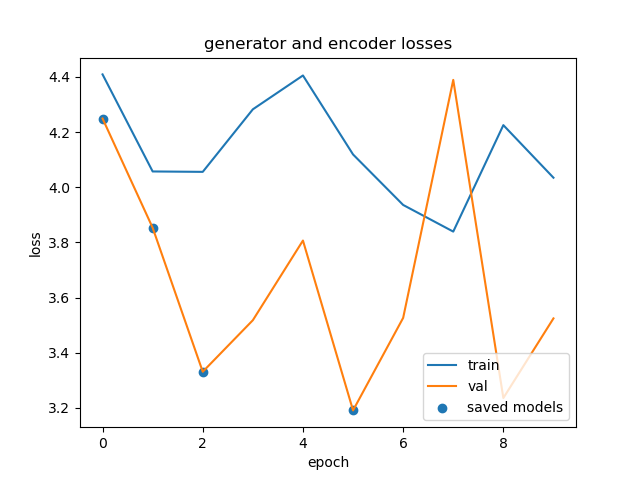 generator and encoder losses
loss
4.4
4.2
4.0
3.8
3.6
3.4
3.2
train
val
saved models
0 2 4 6 8
epoch